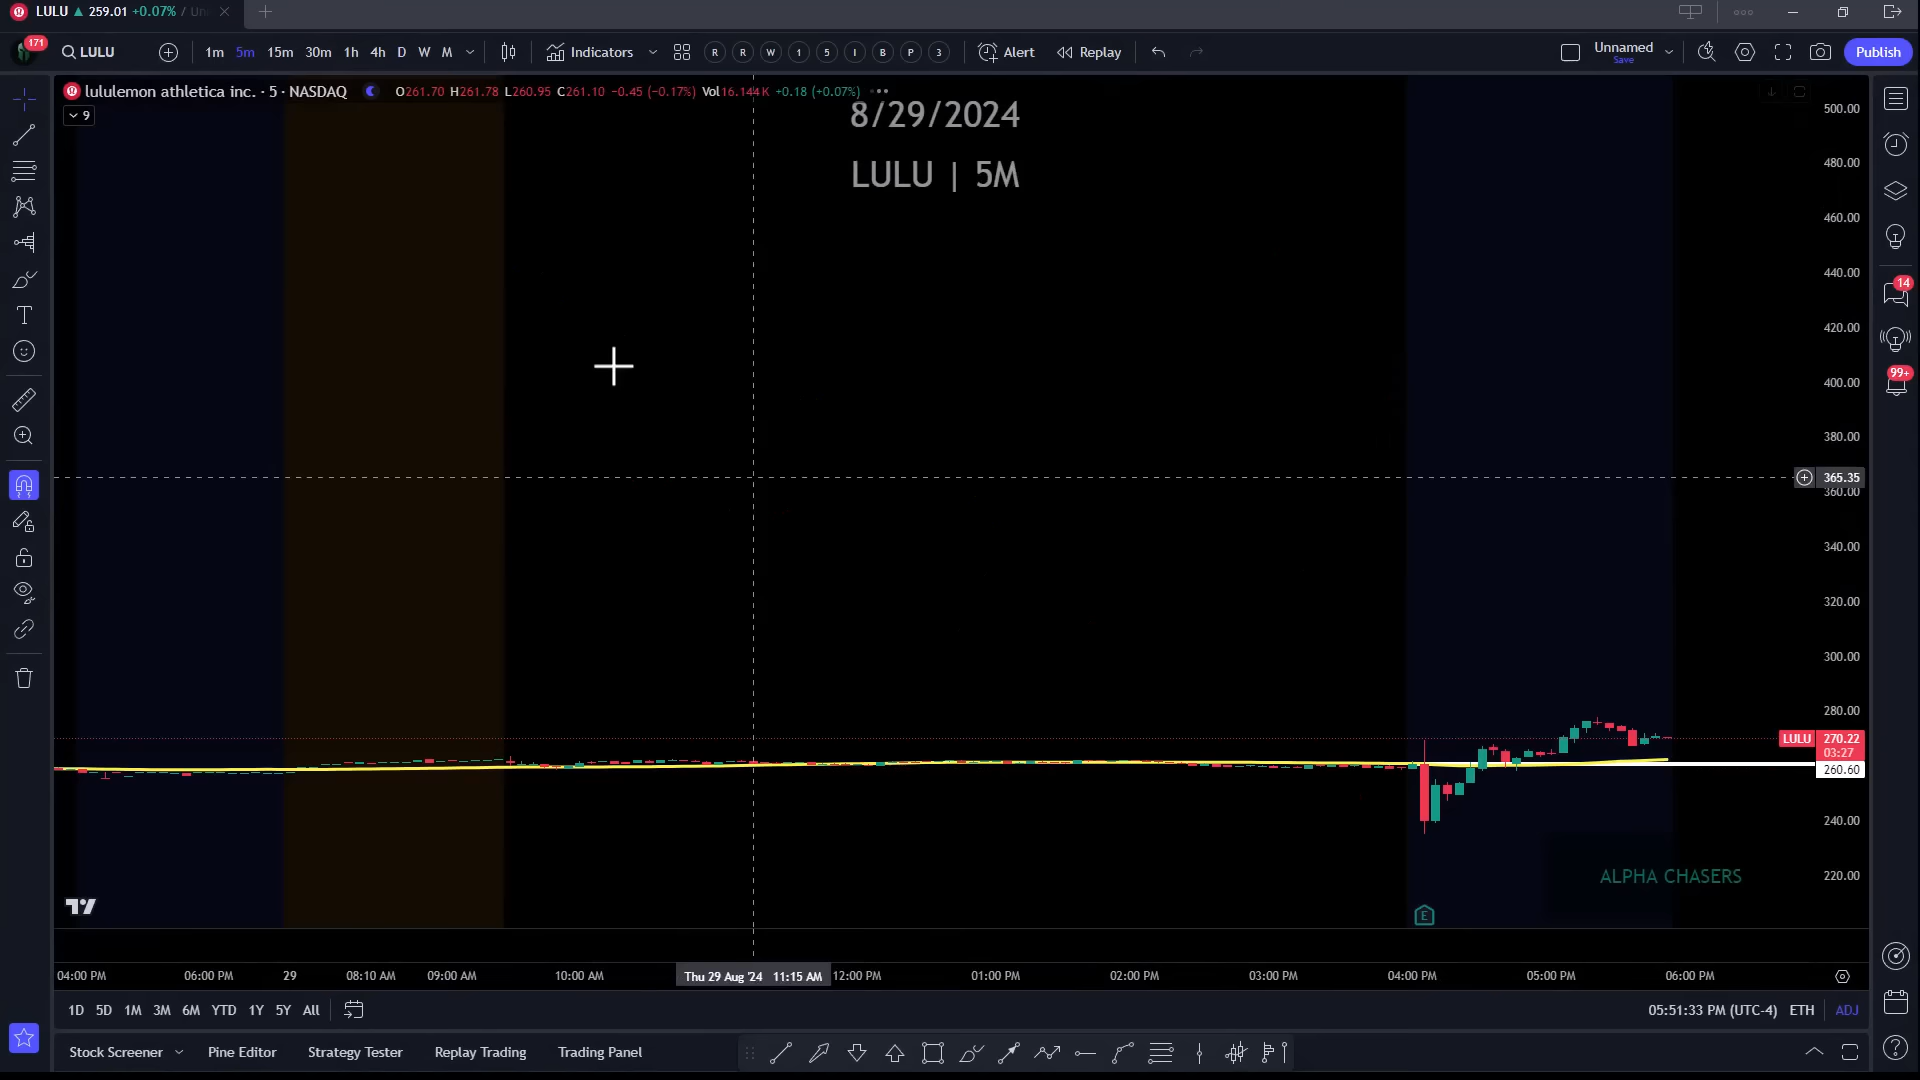 LULU ▲ 259.01 +0.07% / Un
171 LULU 1m 5m 15m 30m 1h 4h D W M Indicators R R W 1 5 I B P 3 Alert Replay Unnamed Publish
Save
lululemon athletica inc. · 5 · NASDAQ O261.70 H261.78 L260.95 C261.10 −0.45 (−0.17%) Vol16.144K +0.18 (+0.07%)
9
8/29/2024
LULU | 5M
500.00
480.00
460.00
440.00
420.00
400.00
380.00
365.35
360.00
340.00
320.00
300.00
280.00
LULU 270.22
03:27
260.60
240.00
220.00
14
99+
ALPHA CHASERS
E
04:00 PM 06:00 PM 29 08:10 AM 09:00 AM 10:00 AM Thu 29 Aug '24 11:15 AM 12:00 PM 01:00 PM 02:00 PM 03:00 PM 04:00 PM 05:00 PM 06:00 PM
1D 5D 1M 3M 6M YTD 1Y 5Y All 05:51:33 PM (UTC-4) ETH ADJ
Stock Screener Pine Editor Strategy Tester Replay Trading Trading Panel